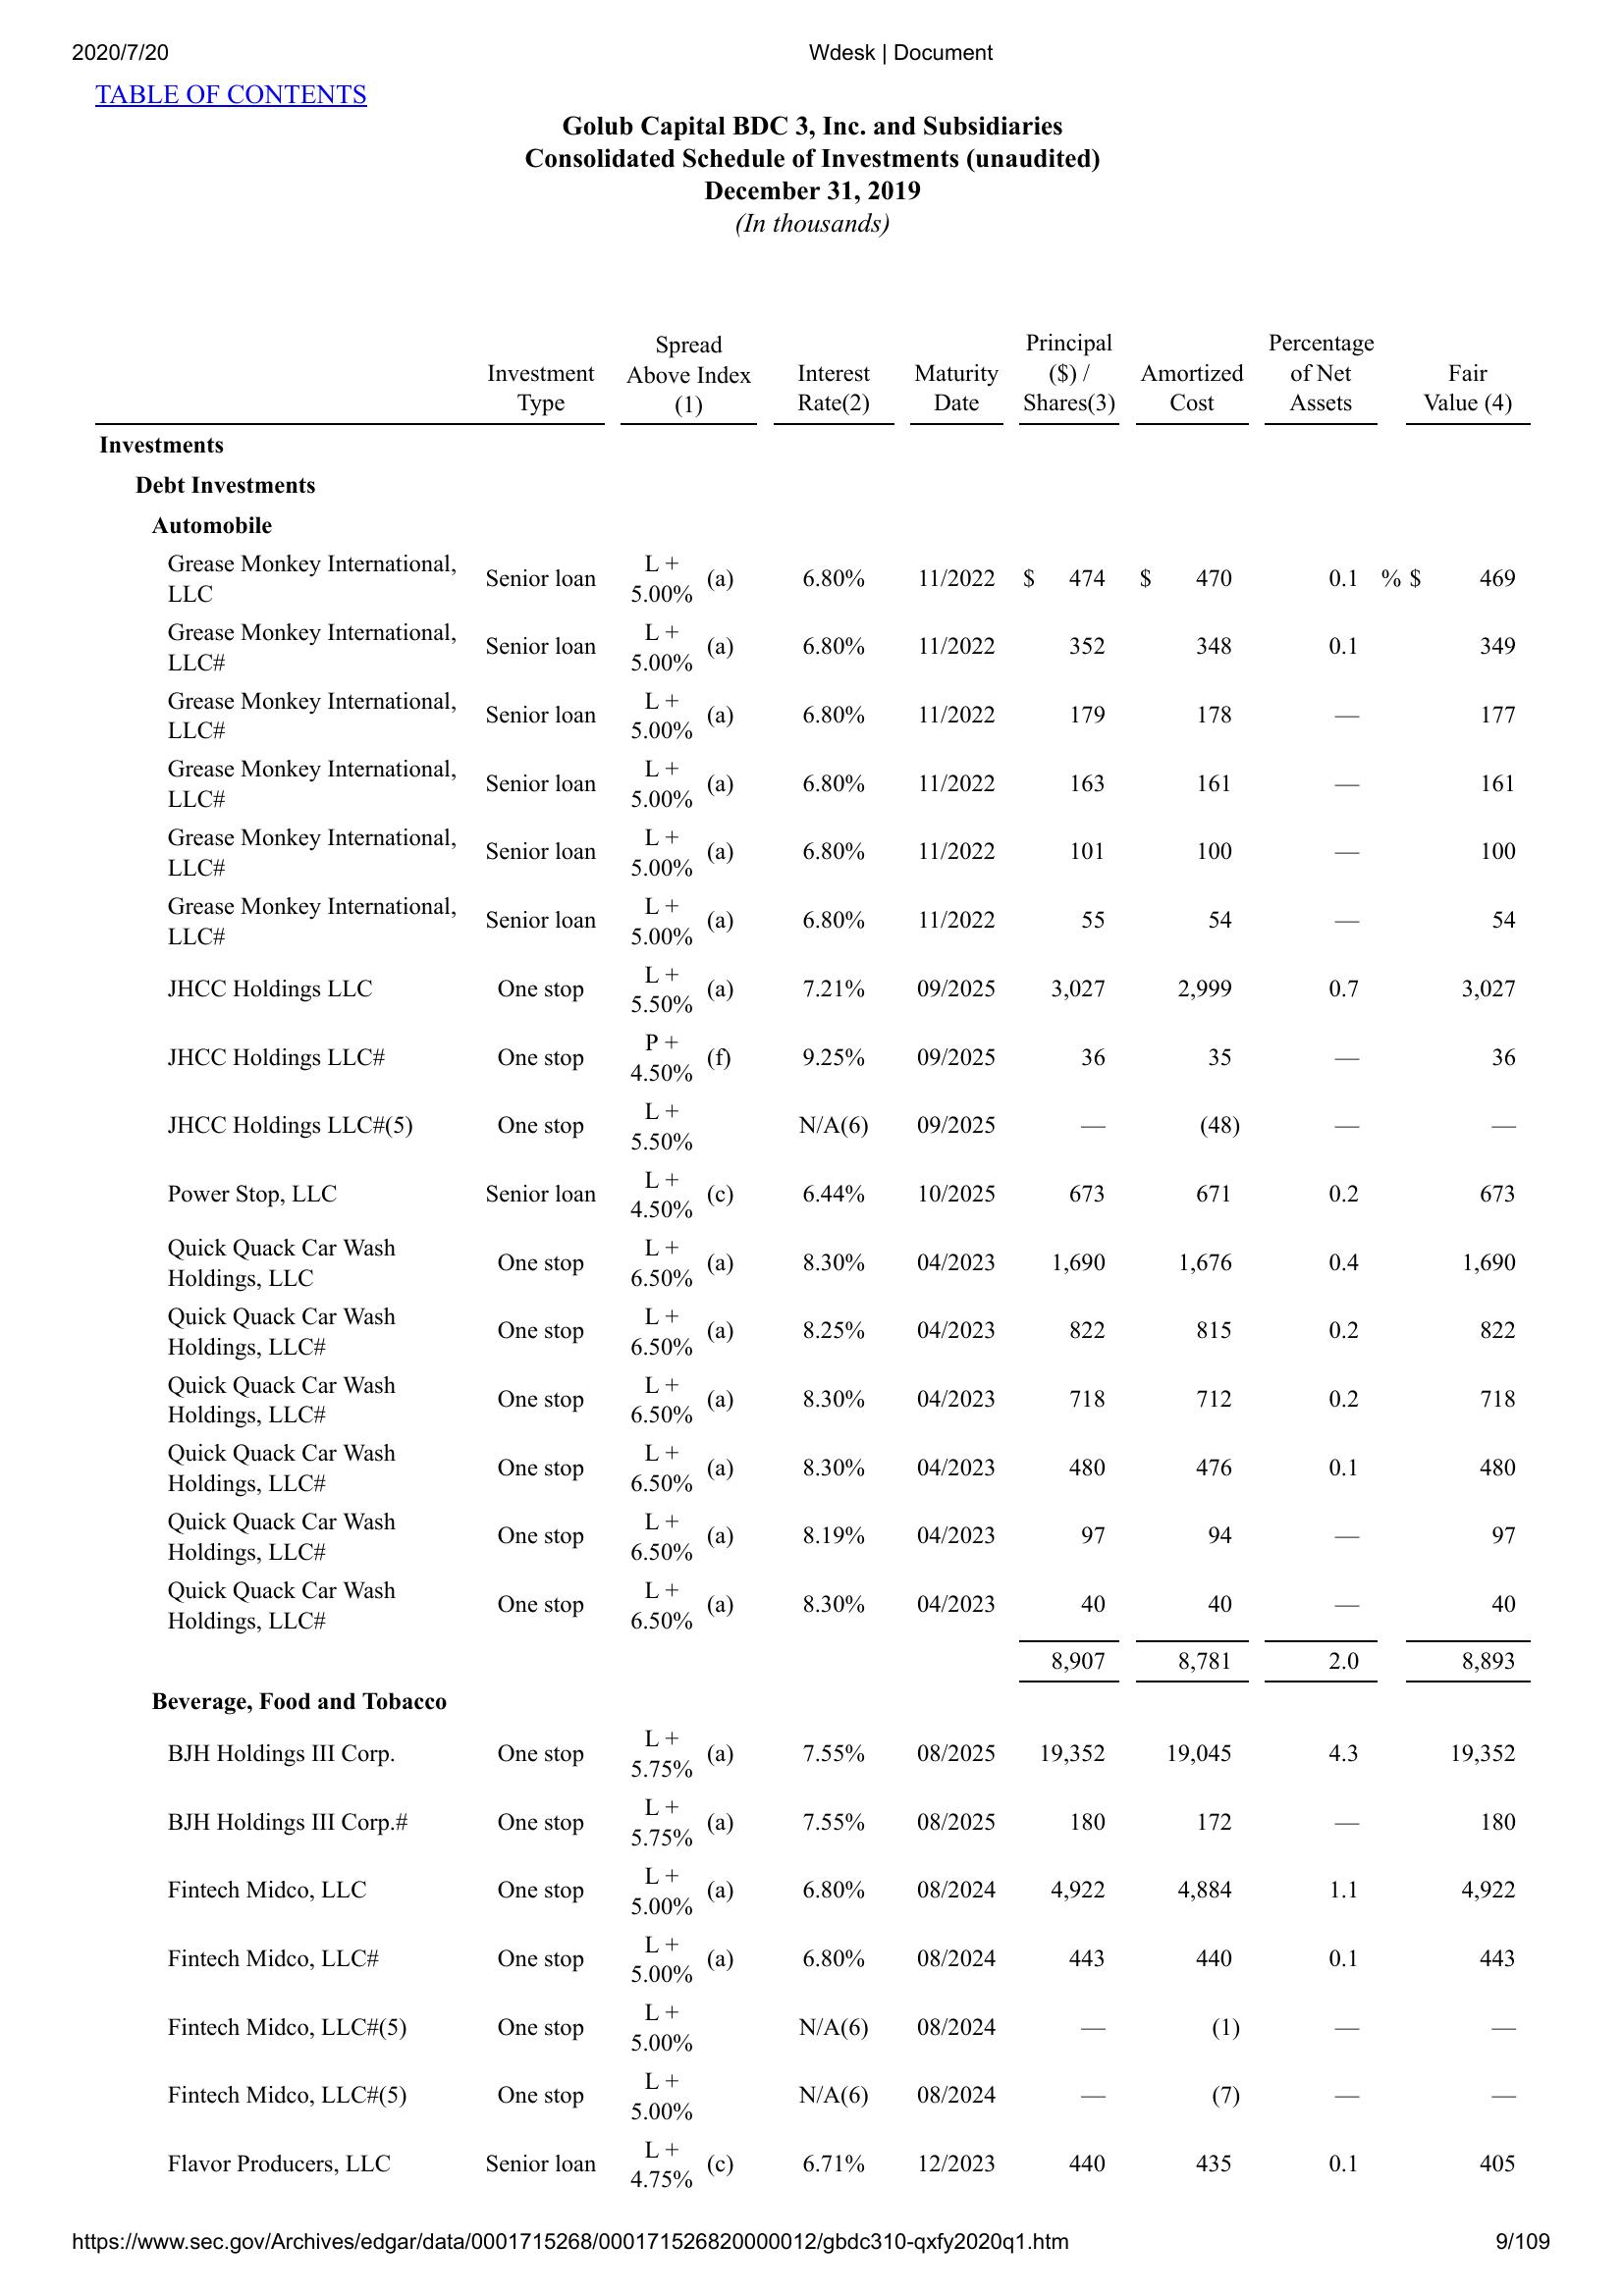 2020/7/20 Wdesk | Document
TABLE OF CONTENTS
Golub Capital BDC 3, Inc. and Subsidiaries
Consolidated Schedule of Investments (unaudited)
December 31, 2019
(In thousands)
Investment Type Spread Above Index (1) Interest Rate(2) Maturity Date Principal ($) / Shares(3) Amortized Cost Percentage of Net Assets Fair Value (4)
Investments
Debt Investments
Automobile
Grease Monkey International, LLC Senior loan L + 5.00% (a) 6.80% 11/2022 $ 474 $ 470 0.1 % $ 469
Grease Monkey International, LLC# Senior loan L + 5.00% (a) 6.80% 11/2022 352 348 0.1 349
Grease Monkey International, LLC# Senior loan L + 5.00% (a) 6.80% 11/2022 179 178 — 177
Grease Monkey International, LLC# Senior loan L + 5.00% (a) 6.80% 11/2022 163 161 — 161
Grease Monkey International, LLC# Senior loan L + 5.00% (a) 6.80% 11/2022 101 100 — 100
Grease Monkey International, LLC# Senior loan L + 5.00% (a) 6.80% 11/2022 55 54 — 54
JHCC Holdings LLC One stop L + 5.50% (a) 7.21% 09/2025 3,027 2,999 0.7 3,027
JHCC Holdings LLC# One stop P + 4.50% (f) 9.25% 09/2025 36 35 — 36
JHCC Holdings LLC#(5) One stop L + 5.50% N/A(6) 09/2025 — (48) — —
Power Stop, LLC Senior loan L + 4.50% (c) 6.44% 10/2025 673 671 0.2 673
Quick Quack Car Wash Holdings, LLC One stop L + 6.50% (a) 8.30% 04/2023 1,690 1,676 0.4 1,690
Quick Quack Car Wash Holdings, LLC# One stop L + 6.50% (a) 8.25% 04/2023 822 815 0.2 822
Quick Quack Car Wash Holdings, LLC# One stop L + 6.50% (a) 8.30% 04/2023 718 712 0.2 718
Quick Quack Car Wash Holdings, LLC# One stop L + 6.50% (a) 8.30% 04/2023 480 476 0.1 480
Quick Quack Car Wash Holdings, LLC# One stop L + 6.50% (a) 8.19% 04/2023 97 94 — 97
Quick Quack Car Wash Holdings, LLC# One stop L + 6.50% (a) 8.30% 04/2023 40 40 — 40
8,907 8,781 2.0 8,893
Beverage, Food and Tobacco
BJH Holdings III Corp. One stop L + 5.75% (a) 7.55% 08/2025 19,352 19,045 4.3 19,352
BJH Holdings III Corp.# One stop L + 5.75% (a) 7.55% 08/2025 180 172 — 180
Fintech Midco, LLC One stop L + 5.00% (a) 6.80% 08/2024 4,922 4,884 1.1 4,922
Fintech Midco, LLC# One stop L + 5.00% (a) 6.80% 08/2024 443 440 0.1 443
Fintech Midco, LLC#(5) One stop L + 5.00% N/A(6) 08/2024 — (1) — —
Fintech Midco, LLC#(5) One stop L + 5.00% N/A(6) 08/2024 — (7) — —
Flavor Producers, LLC Senior loan L + 4.75% (c) 6.71% 12/2023 440 435 0.1 405
https://www.sec.gov/Archives/edgar/data/0001715268/000171526820000012/gbdc310-qxfy2020q1.htm 9/109